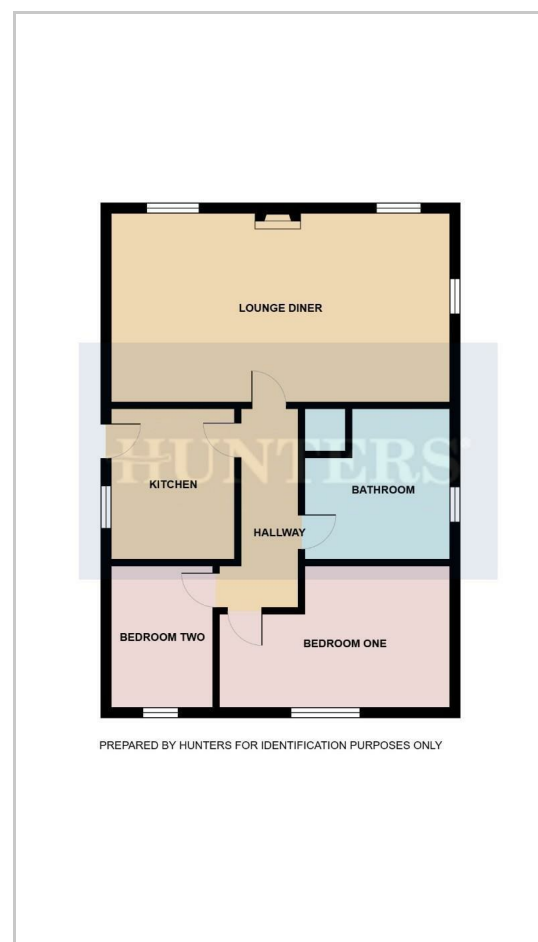 LOUNGE DINER
HUNTERS
KITCHEN
BATHROOM
HALLWAY
BEDROOM TWO
BEDROOM ONE
PREPARED BY HUNTERS FOR IDENTIFICATION PURPOSES ONLY